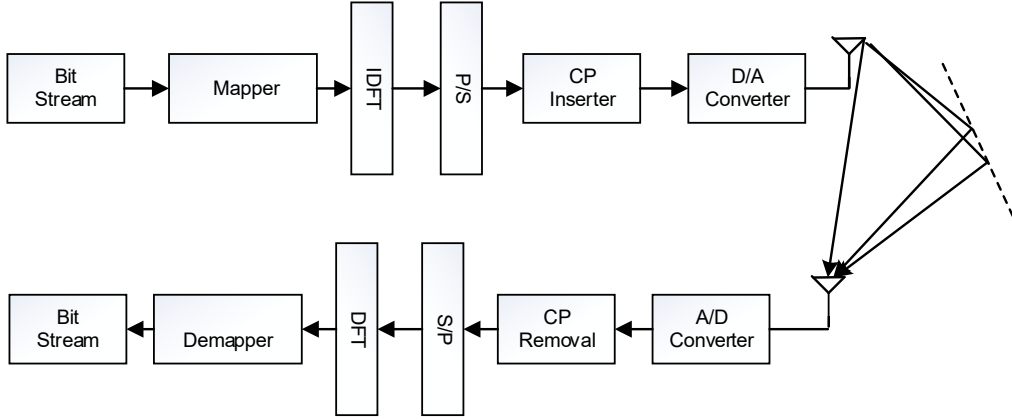 Bit
Stream
Mapper
IDFT
P/S
CP
Inserter
D/A
Converter
Bit
Stream
Demapper
DFT
S/P
CP
Removal
A/D
Converter